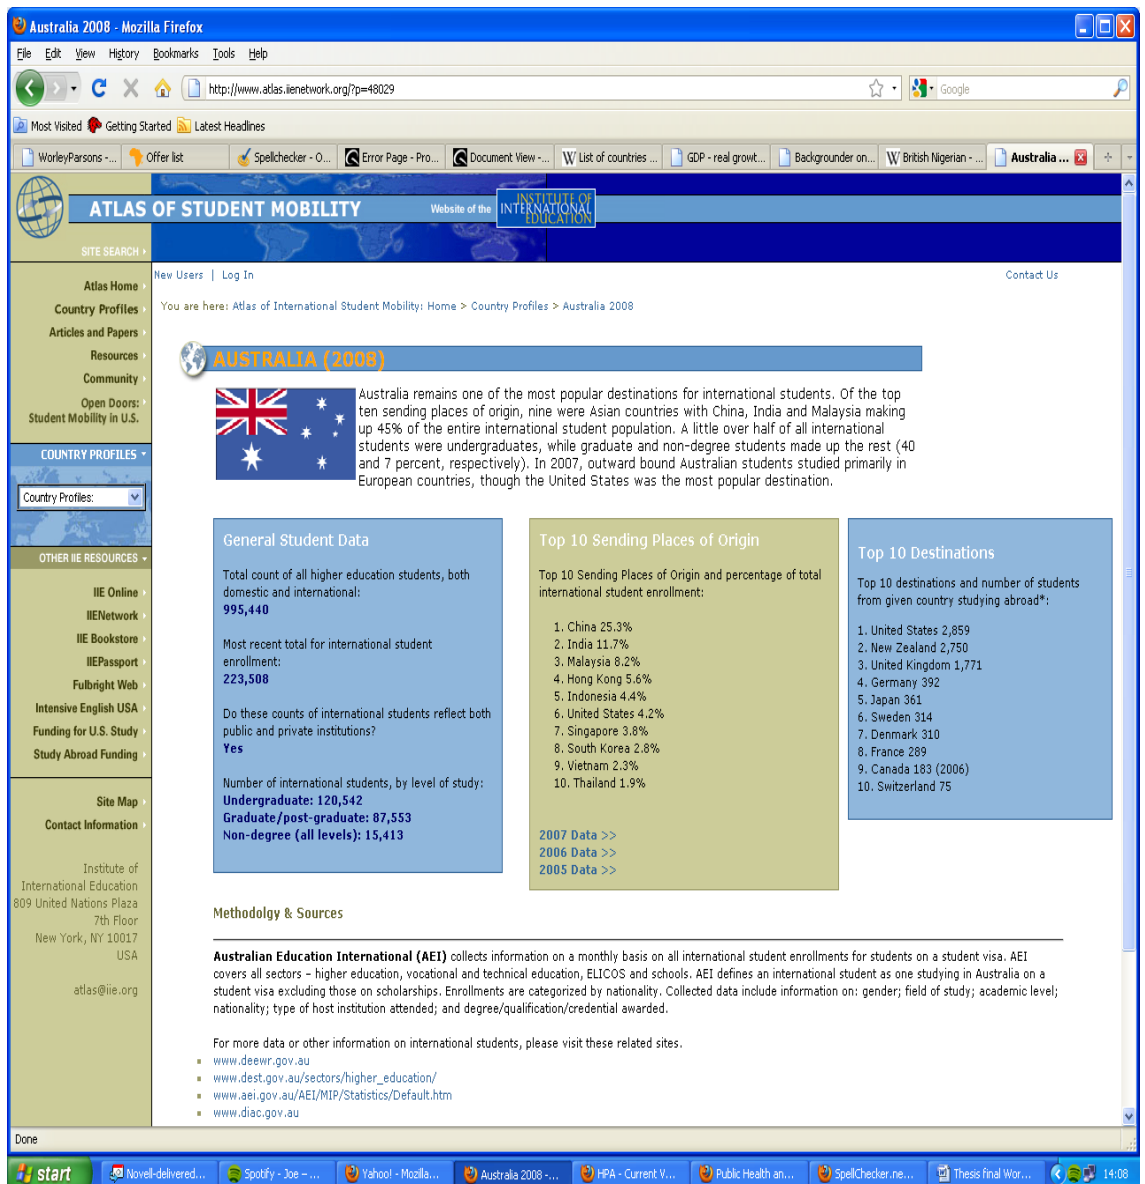 Australia 2008 - Mozilla Firefox
File Edit View History Bookmarks Tools Help
http://www.atlas.iienetwork.org/?p=48029
Google
Most Visited Getting Started Latest Headlines
WorleyParsons -... Offer list Spellchecker - O... Error Page - Pro... Document View -... List of countries ... GDP - real growt... Backgrounder on... British Nigerian - ... Australia ...
ATLAS OF STUDENT MOBILITY
Website of the
INSTITUTE OF
INTERNATIONAL
EDUCATION
SITE SEARCH
New Users | Log In
Contact Us
You are here: Atlas of International Student Mobility: Home > Country Profiles > Australia 2008
Atlas Home
Country Profiles
Articles and Papers
Resources
Community
Open Doors:
Student Mobility in U.S.
COUNTRY PROFILES
Country Profiles:
OTHER IIE RESOURCES
IIE Online
IIENetwork
IIE Bookstore
IIEPassport
Fulbright Web
Intensive English USA
Funding for U.S. Study
Study Abroad Funding
Site Map
Contact Information
Institute of
International Education
809 United Nations Plaza
7th Floor
New York, NY 10017
USA
atlas@iie.org
AUSTRALIA (2008)
Australia remains one of the most popular destinations for international students. Of the top
ten sending places of origin, nine were Asian countries with China, India and Malaysia making
up 45% of the entire international student population. A little over half of all international
students were undergraduates, while graduate and non-degree students made up the rest (40
and 7 percent, respectively). In 2007, outward bound Australian students studied primarily in
European countries, though the United States was the most popular destination.
General Student Data
Total count of all higher education students, both
domestic and international:
995,440
Most recent total for international student
enrollment:
223,508
Do these counts of international students reflect both
public and private institutions?
Yes
Number of international students, by level of study:
Undergraduate: 120,542
Graduate/post-graduate: 87,553
Non-degree (all levels): 15,413
Top 10 Sending Places of Origin
Top 10 Sending Places of Origin and percentage of total
international student enrollment:
1. China 25.3%
2. India 11.7%
3. Malaysia 8.2%
4. Hong Kong 5.6%
5. Indonesia 4.4%
6. United States 4.2%
7. Singapore 3.8%
8. South Korea 2.8%
9. Vietnam 2.3%
10. Thailand 1.9%
2007 Data >>
2006 Data >>
2005 Data >>
Top 10 Destinations
Top 10 destinations and number of students
from given country studying abroad*:
1. United States 2,859
2. New Zealand 2,750
3. United Kingdom 1,771
4. Germany 392
5. Japan 361
6. Sweden 314
7. Denmark 310
8. France 289
9. Canada 183 (2006)
10. Switzerland 75
Methodolgy & Sources
Australian Education International (AEI) collects information on a monthly basis on all international student enrollments for students on a student visa. AEI
covers all sectors – higher education, vocational and technical education, ELICOS and schools. AEI defines an international student as one studying in Australia on a
student visa excluding those on scholarships. Enrollments are categorized by nationality. Collected data include information on: gender; field of study; academic level;
nationality; type of host institution attended; and degree/qualification/credential awarded.
For more data or other information on international students, please visit these related sites.
www.deewr.gov.au
www.dest.gov.au/sectors/higher_education/
www.aei.gov.au/AEI/MIP/Statistics/Default.htm
www.diac.gov.au
Done
start Novell-delivered... Spotify - Joe – ... Yahoo! - Mozilla... Australia 2008 -... HPA - Current V... Public Health an... SpellChecker.ne... Thesis final Wor... 14:08